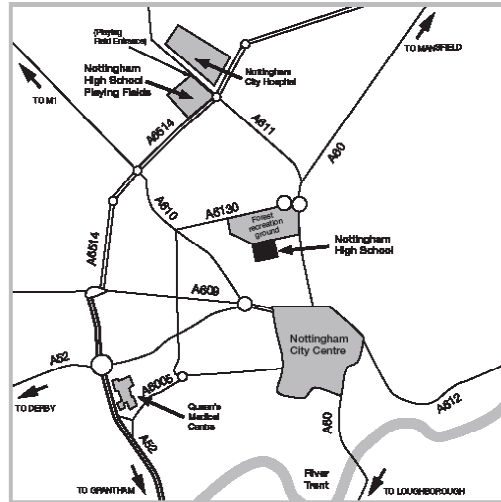 (Playing
Field Entrance)
TO MANSFIELD
Nottingham
High School
Playing Fields
Nottingham
City Hospital
TO M1
A6514
A611
A60
A610
A6130
Forest
recreation
ground
Nottingham
High School
A6514
A609
Nottingham
City Centre
A52
A6005
TO DERBY
Queen's
Medical
Centre
A60
A612
A52
River
Trent
TO GRANTHAM
TO LOUGHBOROUGH